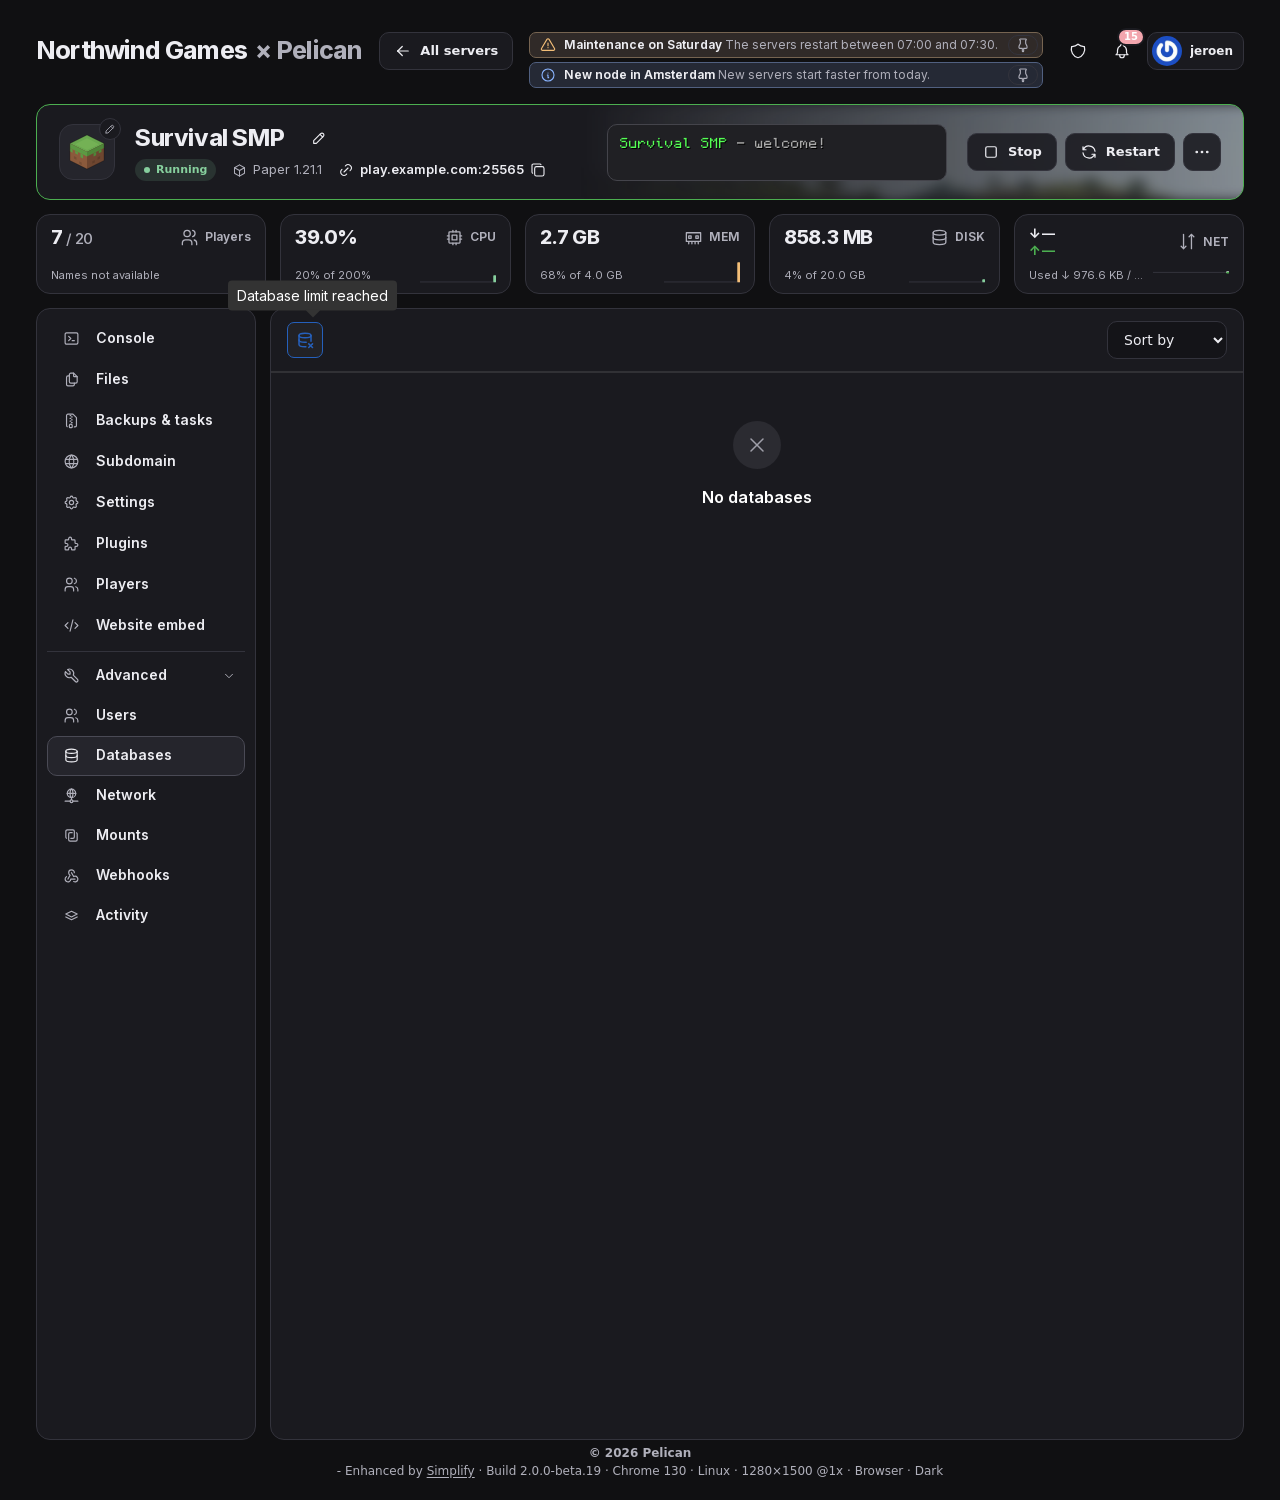 Northwind Games × Pelican
All servers
Maintenance on Saturday The servers restart between 07:00 and 07:30.
New node in Amsterdam New servers start faster from today.
15
jeroen
Survival SMP
Running
Paper 1.21.1
play.example.com:25565
Survival SMP - welcome!
Stop
Restart
7 / 20
Players
Names not available
39.0%
CPU
20% of 200%
2.7 GB
MEM
68% of 4.0 GB
858.3 MB
DISK
4% of 20.0 GB
↓—
↑—
NET
Used ↓ 976.6 KB / ...
Database limit reached
Sort by
Console
Files
Backups & tasks
Subdomain
Settings
Plugins
Players
Website embed
Advanced
Users
Databases
Network
Mounts
Webhooks
Activity
No databases
© 2026 Pelican
- Enhanced by Simplify · Build 2.0.0-beta.19 · Chrome 130 · Linux · 1280×1500 @1x · Browser · Dark